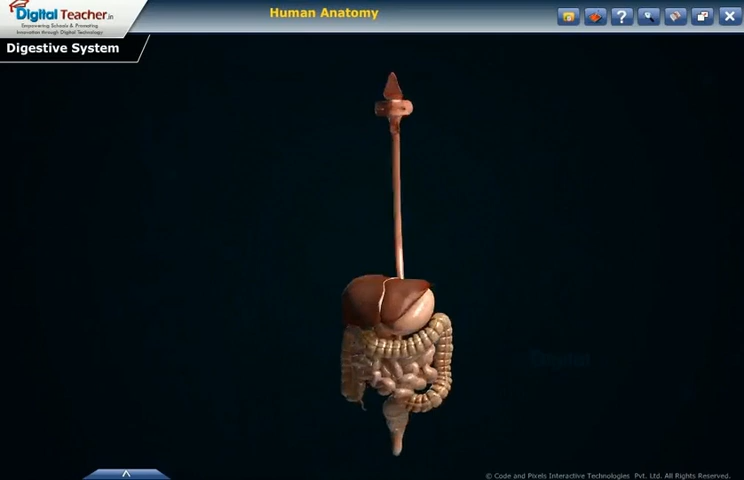 Digital Teacher.in
Empowering Schools & Promoting
Innovation through Digital Technology
Human Anatomy
?
Digestive System
Digital
© Code and Pixels Interactive Technologies Pvt. Ltd. All Rights Reserved.